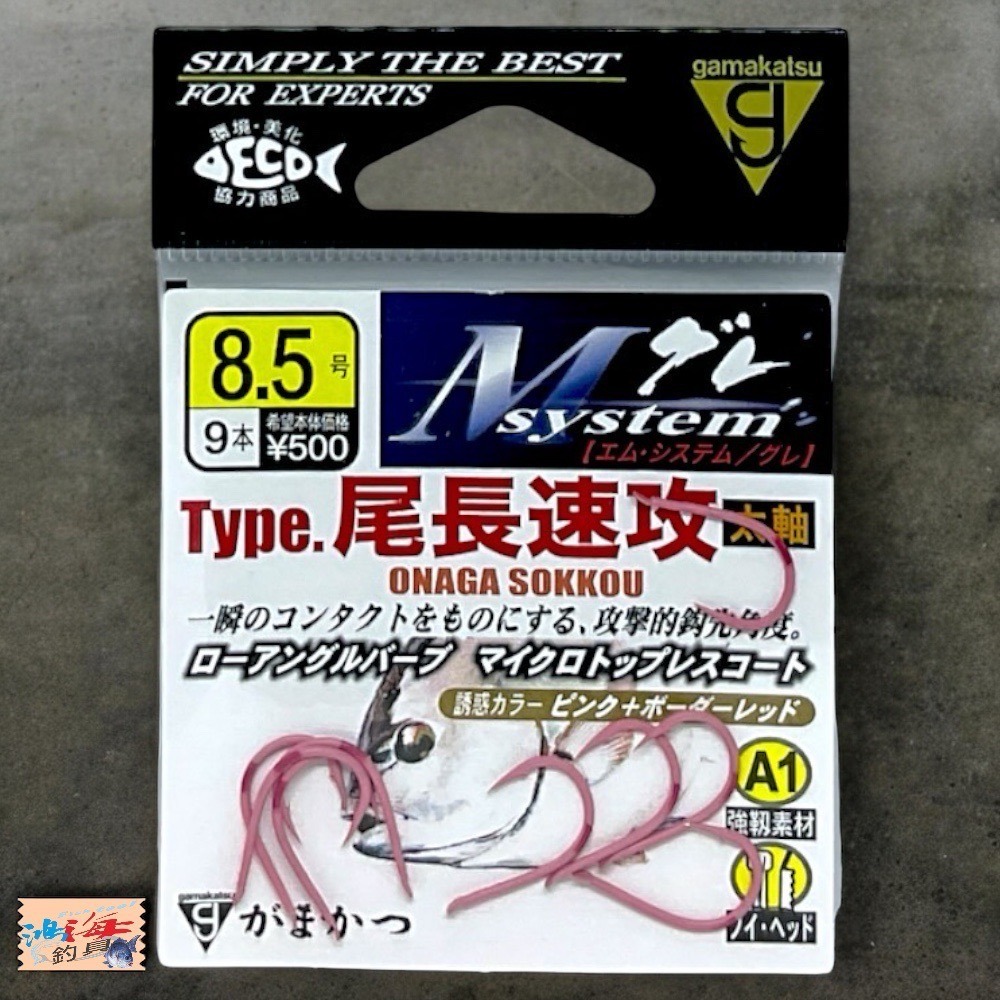 SIMPLY THE BEST
FOR EXPERTS
gamakatsu
環境・美化
ECO
協力商品
8.5号
9本
希望本体価格
¥500
M system グレ
【エム・システム/グレ】
Type.尾長速攻 太軸
ONAGA SOKKOU
一瞬のコンタクトをものにする、攻撃的鈎先角度。
ローアングルバーブ マイクロトップレスコート
誘惑カラー ピンク+ボーダーレッド
A1
強靱素材
ノイ・ヘッド
gamakatsu
がまかつ
海釣具